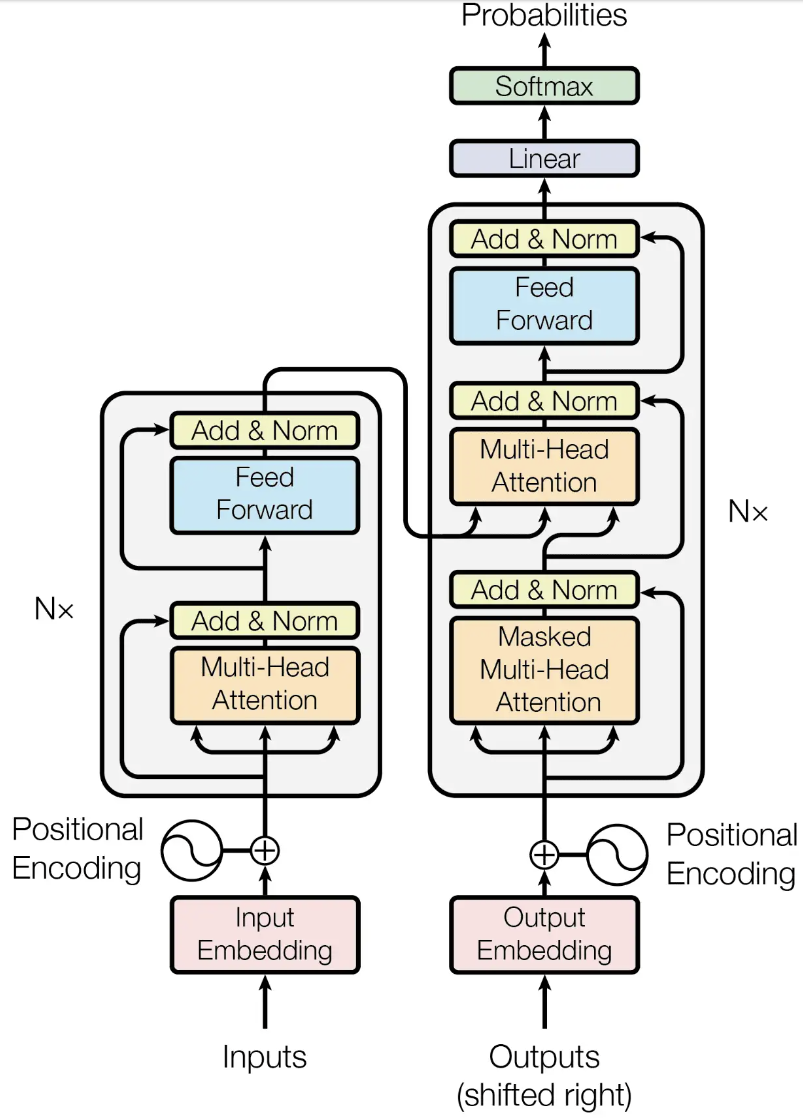 Probabilities
Softmax
Linear
Add & Norm
Feed
Forward
Add & Norm
Multi-Head
Attention
Add & Norm
Masked
Multi-Head
Attention
N×
Add & Norm
Feed
Forward
Add & Norm
Multi-Head
Attention
N×
Positional
Encoding
Positional
Encoding
Input
Embedding
Output
Embedding
Inputs
Outputs
(shifted right)